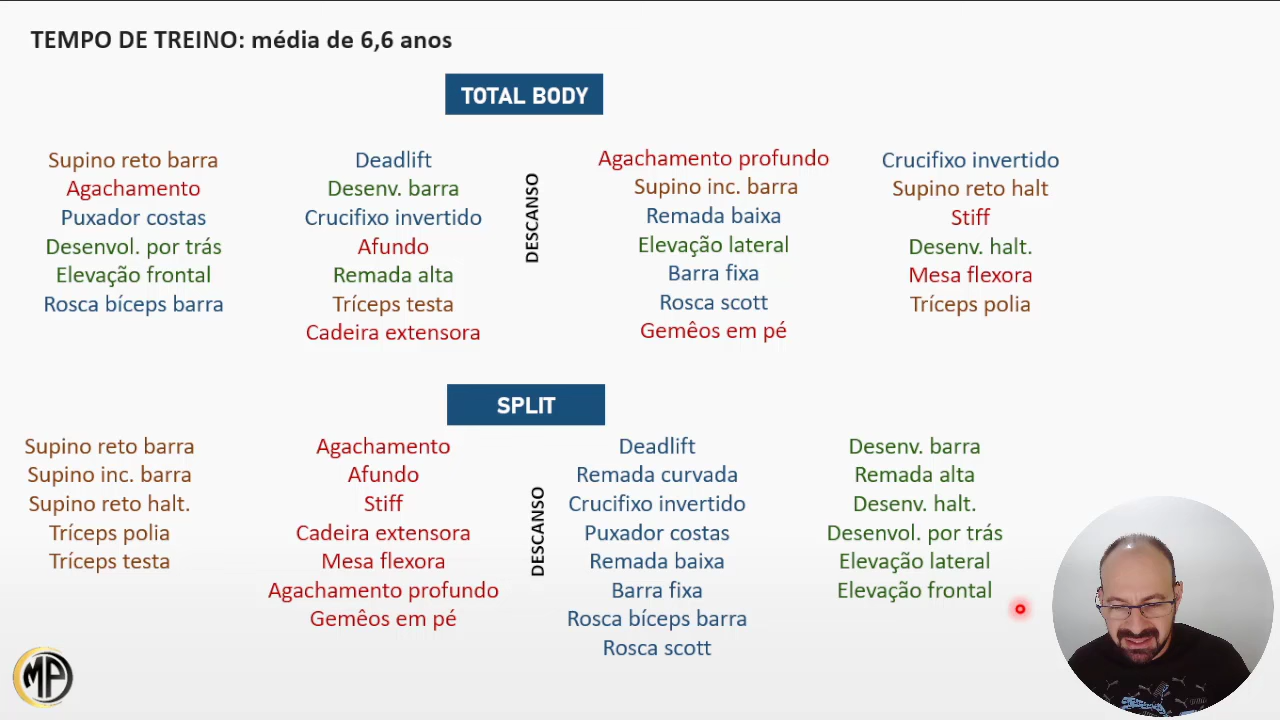 TEMPO DE TREINO: média de 6,6 anos
TOTAL BODY
Supino reto barra
Agachamento
Puxador costas
Desenvol. por trás
Elevação frontal
Rosca bíceps barra
Deadlift
Desenv. barra
Crucifixo invertido
Afundo
Remada alta
Tríceps testa
Cadeira extensora
DESCANSO
Agachamento profundo
Supino inc. barra
Remada baixa
Elevação lateral
Barra fixa
Rosca scott
Gemêos em pé
Crucifixo invertido
Supino reto halt
Stiff
Desenv. halt.
Mesa flexora
Tríceps polia
SPLIT
Supino reto barra
Supino inc. barra
Supino reto halt.
Tríceps polia
Tríceps testa
Agachamento
Afundo
Stiff
Cadeira extensora
Mesa flexora
Agachamento profundo
Gemêos em pé
DESCANSO
Deadlift
Remada curvada
Crucifixo invertido
Puxador costas
Remada baixa
Barra fixa
Rosca bíceps barra
Rosca scott
Desenv. barra
Remada alta
Desenv. halt.
Desenvol. por trás
Elevação lateral
Elevação frontal
MP